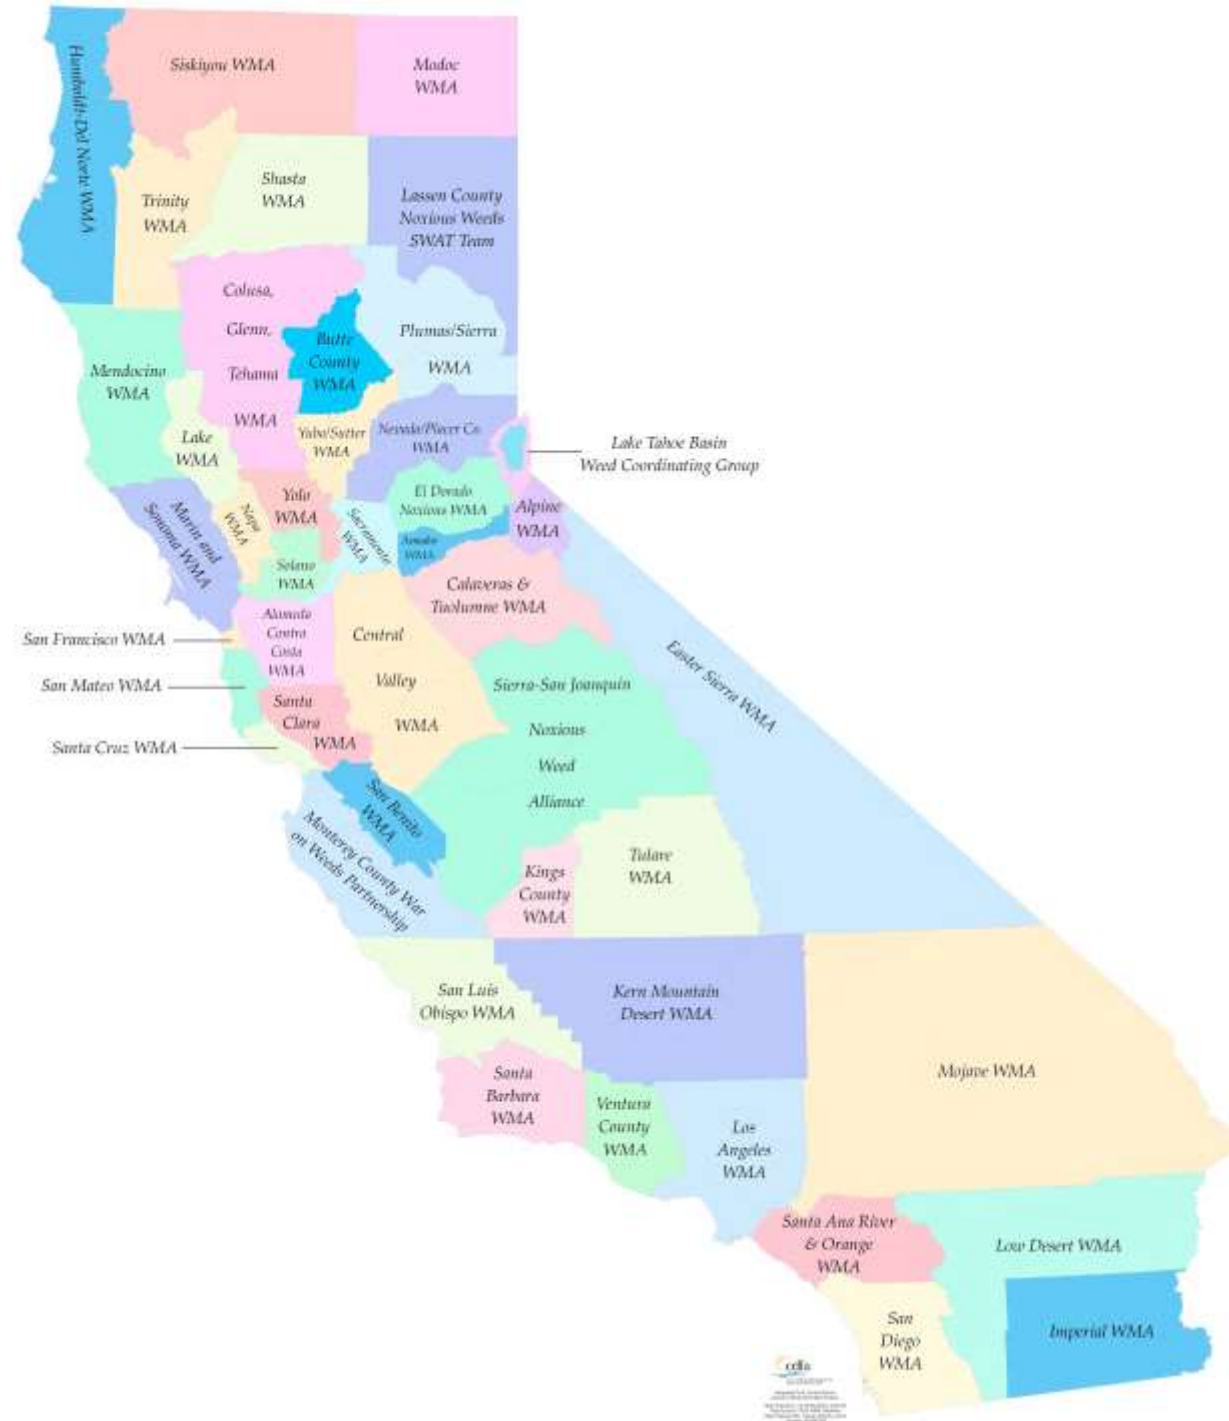 Humboldt-Del Norte WMA
Siskiyou WMA
Modoc
WMA
Trinity
WMA
Shasta
WMA
Lassen County
Noxious Weeds
SWAT Team
Colusa,
Glenn,
Tehama
WMA
Butte
County
WMA
Plumas/Sierra
WMA
Mendocino
WMA
Lake
WMA
Yuba/Sutter
WMA
Nevada/Placer Co.
WMA
Lake Tahoe Basin
Weed Coordinating Group
Marin and
Sonoma WMA
Napa
WMA
Yolo
WMA
Sacramento
WMA
El Dorado
Noxious WMA
Alpine
WMA
Amador
WMA
Solano
WMA
Calaveras &
Tuolumne WMA
San Francisco WMA
Alameda
Contra
Costa
WMA
Central
Valley
WMA
Easter Sierra WMA
San Mateo WMA
Santa
Clara
WMA
Sierra-San Joanquin
Noxious
Weed
Alliance
Santa Cruz WMA
San Benito
WMA
Monterey County War
on Weeds Partnership
Kings
County
WMA
Tulare
WMA
San Luis
Obispo WMA
Kern Mountain
Desert WMA
Mojave WMA
Santa
Barbara
WMA
Ventura
County
WMA
Los
Angeles
WMA
Santa Ana River
& Orange
WMA
Low Desert WMA
San
Diego
WMA
Imperial WMA
cdfa